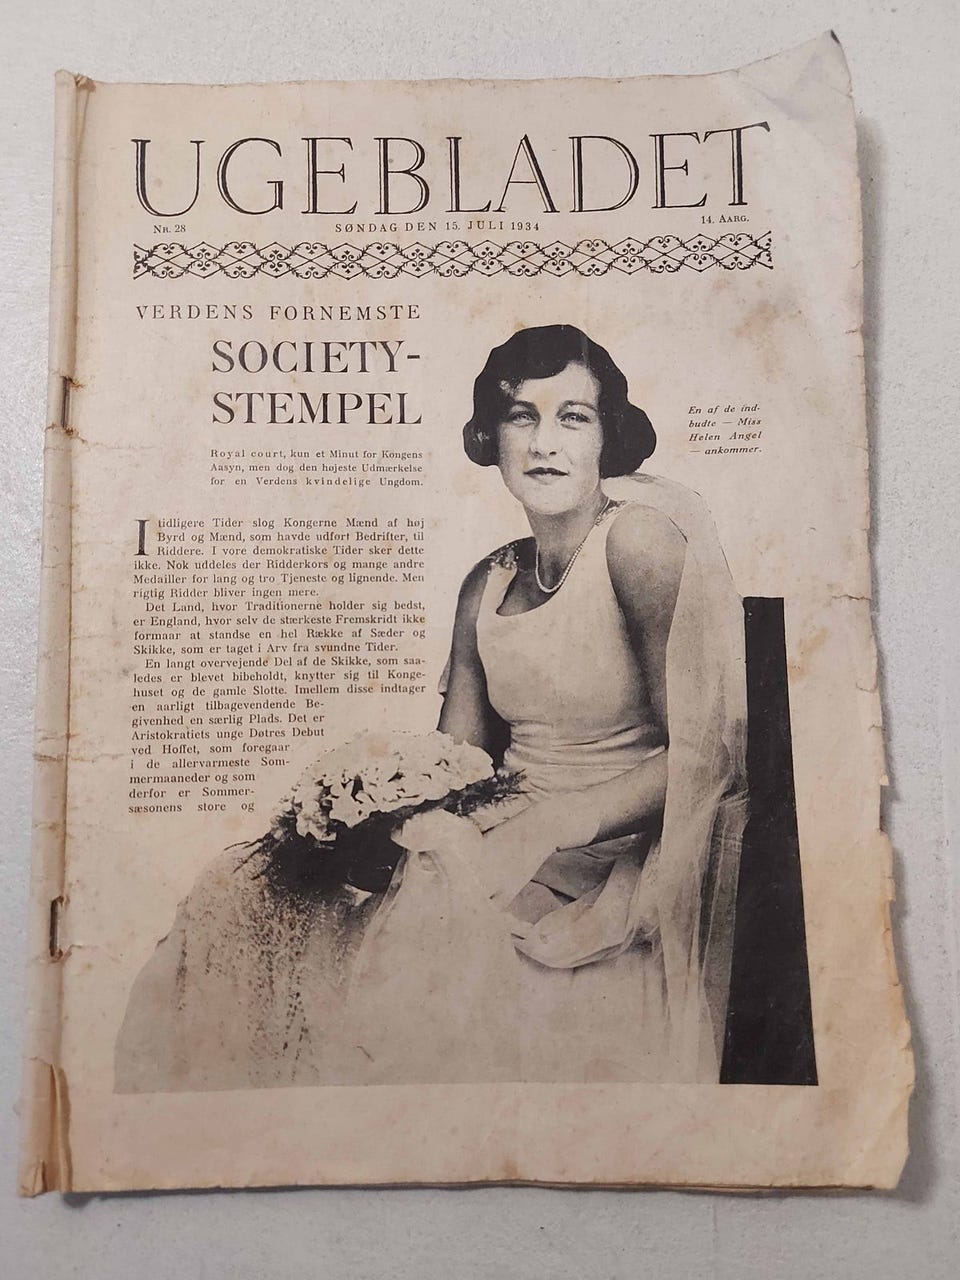 UGEBLADET
Nr. 28
SØNDAG DEN 15. JULI 1934
14. Aarg.
VERDENS FORNEMSTE
SOCIETY-
STEMPEL
Royal court, kun et Minut for Kongens
Aasyn, men dog den højeste Udmærkelse
for en Verdens kvindelige Ungdom.
En af de ind-
budte — Miss
Helen Angel
— ankommer.
I tidligere Tider slog Kongerne Mænd af høj
Byrd og Mænd, som havde udført Bedrifter, til
Riddere. I vore demokratiske Tider sker dette
ikke. Nok uddeles der Ridderkors og mange andre
Medailler for lang og tro Tjeneste og lignende. Men
rigtig Ridder bliver ingen mere.
Det Land, hvor Traditionerne holder sig bedst,
er England, hvor selv de stærkeste Fremskridt ikke
formaar at standse en hel Række af Sæder og
Skikke, som er taget i Arv fra svundne Tider.
En langt overvejende Del af de Skikke, som saa-
ledes er blevet bibeholdt, knytter sig til Konge-
huset og de gamle Slotte. Imellem disse indtager
en aarligt tilbagevendende Be-
givenhed en særlig Plads. Det er
Aristokratiets unge Døtres Debut
ved Hoffet, som foregaar
i de allervarmeste Som-
mermaaneder og som
derfor er Sommer-
sæsonens store og